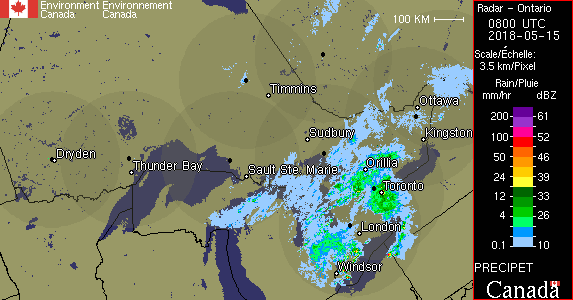 Environment Environnement
Canada Canada
100 KM
Timmins
Ottawa
Sudbury
Kingston
Dryden
Thunder Bay
Sault Ste. Marie
Orillia
Toronto
London
Windsor
Radar - Ontario
0800 UTC
2018-05-15
Scale/Échelle:
3.5 km/Pixel
Rain/Pluie
mm/hr dBZ
200 61
100 52
50 46
24 39
12 33
4 26
0.1 10
PRECIPET
Canada